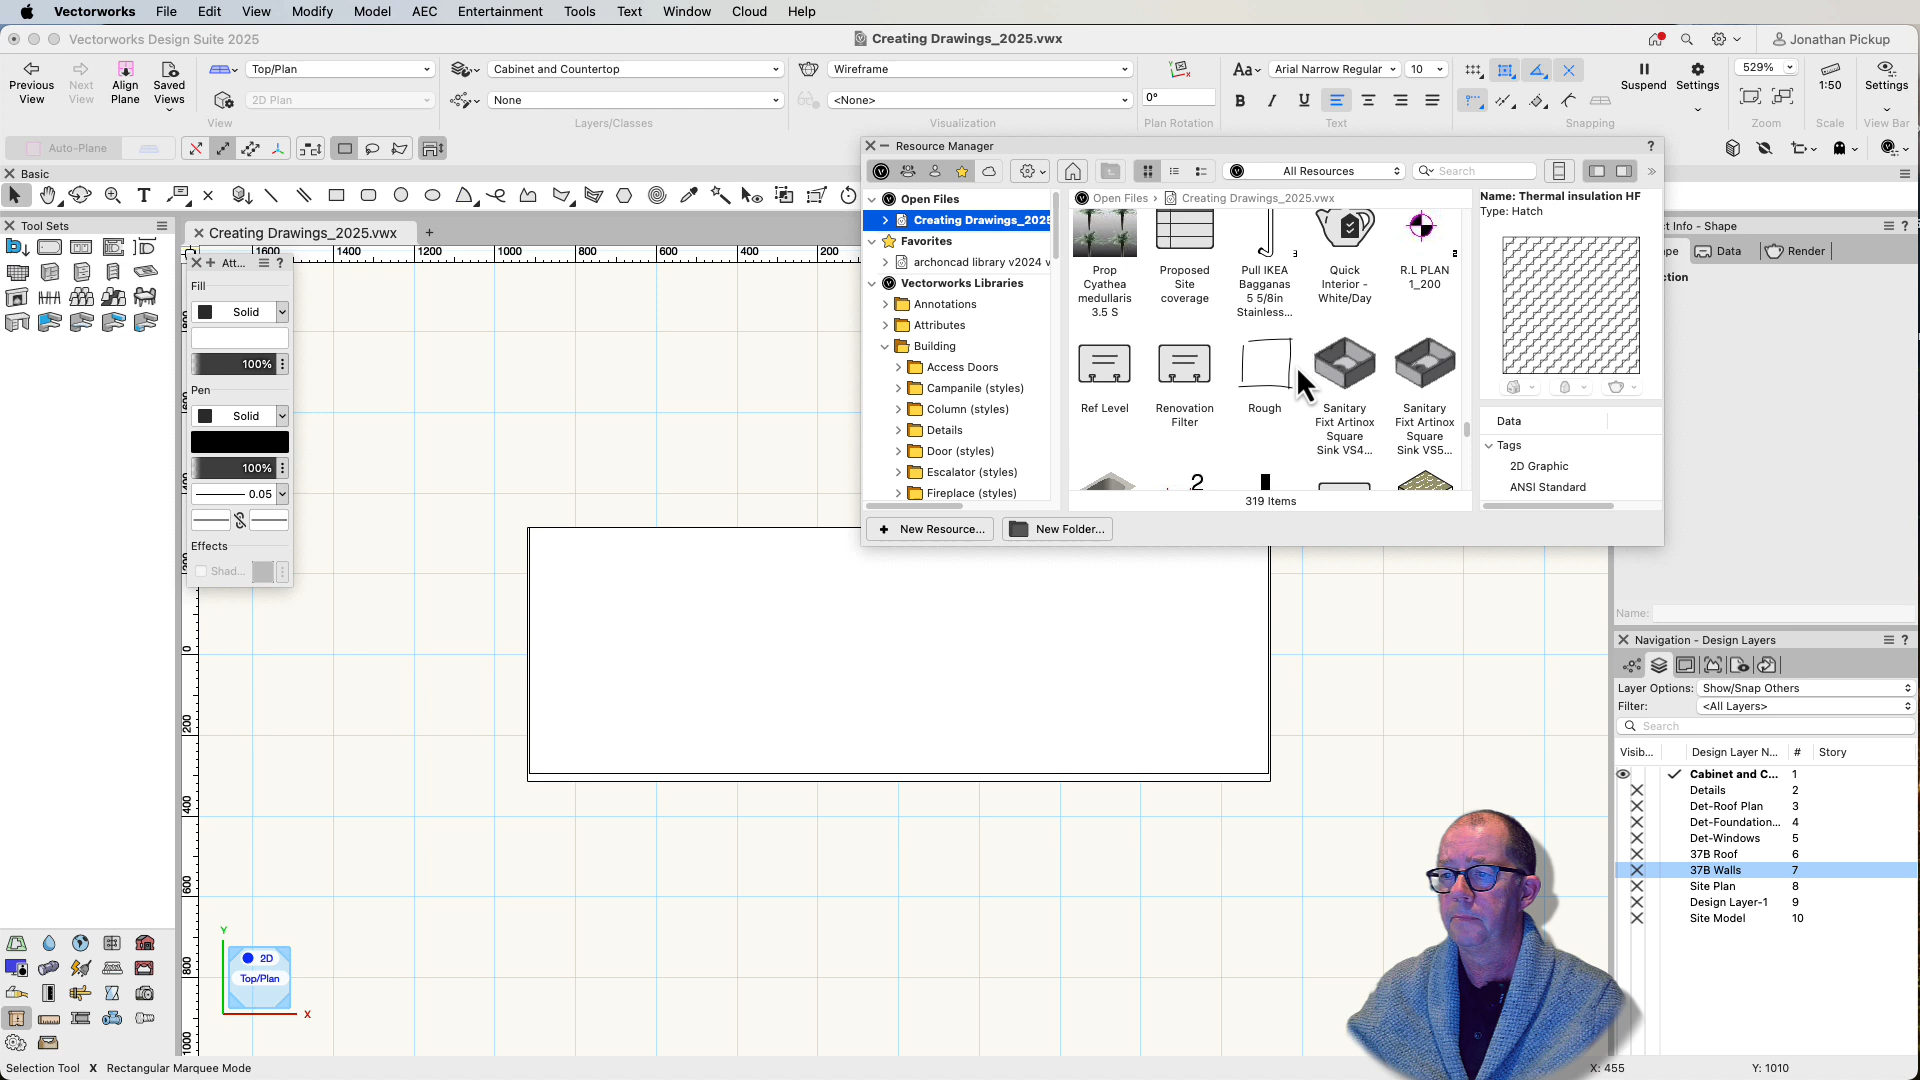 Vectorworks File Edit View Modify Model AEC Entertainment Tools Text Window Cloud Help
Vectorworks Design Suite 2025
Creating Drawings_2025.vwx
Jonathan Pickup
Previous View
Next View
Align Plane
Saved Views
Top/Plan
2D Plan
View
Cabinet and Countertop
None
Layers/Classes
Wireframe
<None>
Visualization
0°
Plan Rotation
Aa
Arial Narrow Regular
10
B I U
Text
Snapping
Suspend
Settings
529%
Zoom
1:50
Scale
Settings
View Bar
Auto-Plane
Basic
Tool Sets
Creating Drawings_2025.vwx
1600 1400 1200 1000 800 600 400 200
Att...
Fill
Solid
100%
Pen
Solid
100%
0.05
Effects
Shad...
Resource Manager
?
All Resources
Search
Open Files
Creating Drawings_2025
Favorites
archoncad library v2024 v
Vectorworks Libraries
Annotations
Attributes
Building
Access Doors
Campanile (styles)
Column (styles)
Details
Door (styles)
Escalator (styles)
Fireplace (styles)
Open Files › Creating Drawings_2025.vwx
Prop Cyathea medullaris 3.5 S
Proposed Site coverage
Pull IKEA Bagganas 5 5/8in Stainless...
Quick Interior - White/Day
R.L PLAN 1_200
Ref Level
Renovation Filter
Rough
Sanitary Fixt Artinox Square Sink VS4...
Sanitary Fixt Artinox Square Sink VS5...
319 Items
New Resource...
New Folder...
Name: Thermal insulation HF
Type: Hatch
Data
Tags
2D Graphic
ANSI Standard
ct Info - Shape
pe
Data
Render
ction
Name:
Navigation - Design Layers
Layer Options: Show/Snap Others
Filter: <All Layers>
Search
Visib... Design Layer N... # Story
Cabinet and C... 1
Details 2
Det-Roof Plan 3
Det-Foundation... 4
Det-Windows 5
37B Roof 6
37B Walls 7
Site Plan 8
Design Layer-1 9
Site Model 10
0
200
400
600
800
1000
Y
2D
Top/Plan
X
Selection Tool X Rectangular Marquee Mode
X: 455
Y: 1010